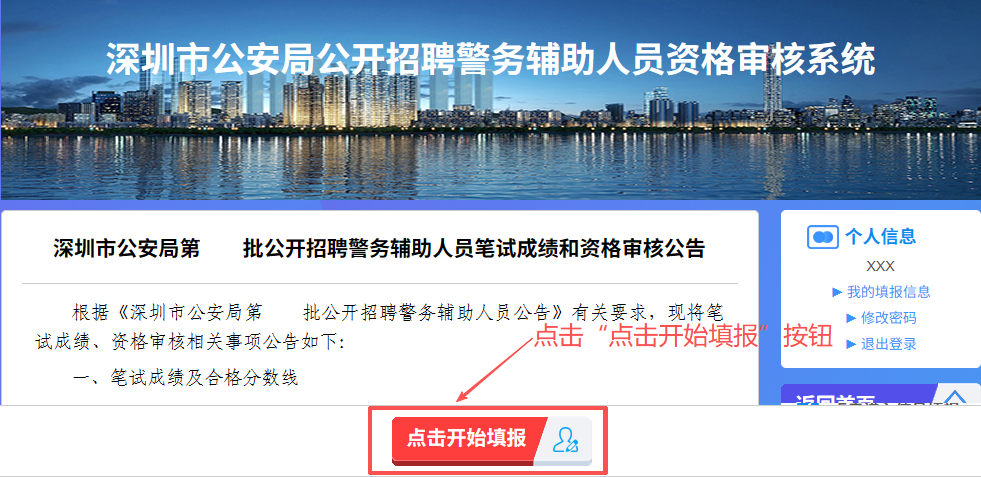 深圳市公安局公开招聘警务辅助人员资格审核系统
深圳市公安局第　　批公开招聘警务辅助人员笔试成绩和资格审核公告
根据《深圳市公安局第　　批公开招聘警务辅助人员公告》有关要求，现将笔
试成绩、资格审核相关事项公告如下：
一、笔试成绩及合格分数线
个人信息
XXX
▶ 我的填报信息
▶ 修改密码
▶ 退出登录
返回首页
点击“点击开始填报”按钮
点击开始填报